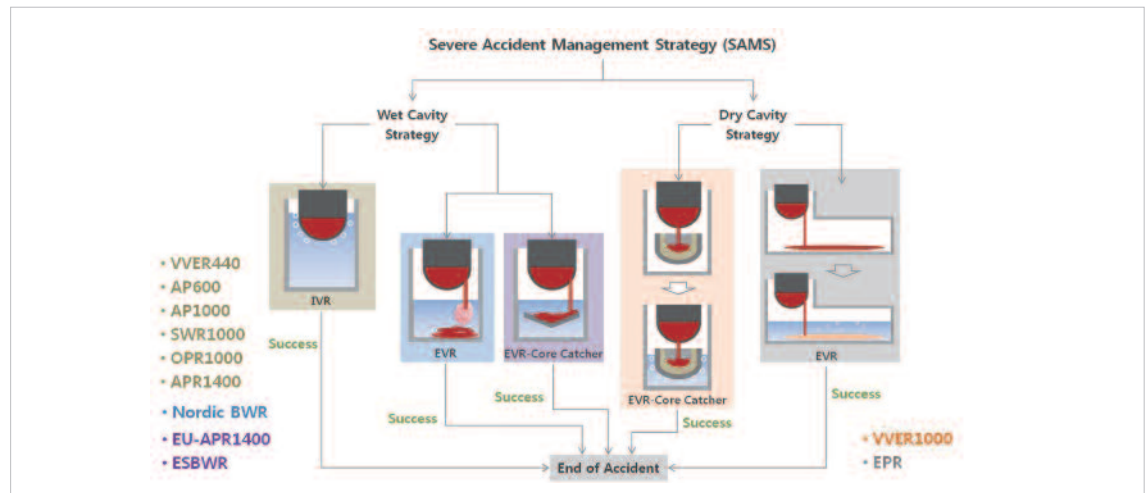 Severe Accident Management Strategy (SAMS)
Wet Cavity
Strategy
Dry Cavity
Strategy
IVR
EVR
EVR-Core Catcher
EVR-Core Catcher
EVR
• VVER440
• AP600
• AP1000
• SWR1000
• OPR1000
• APR1400
• Nordic BWR
• EU-APR1400
• ESBWR
Success
Success
Success
Success
Success
• VVER1000
• EPR
End of Accident